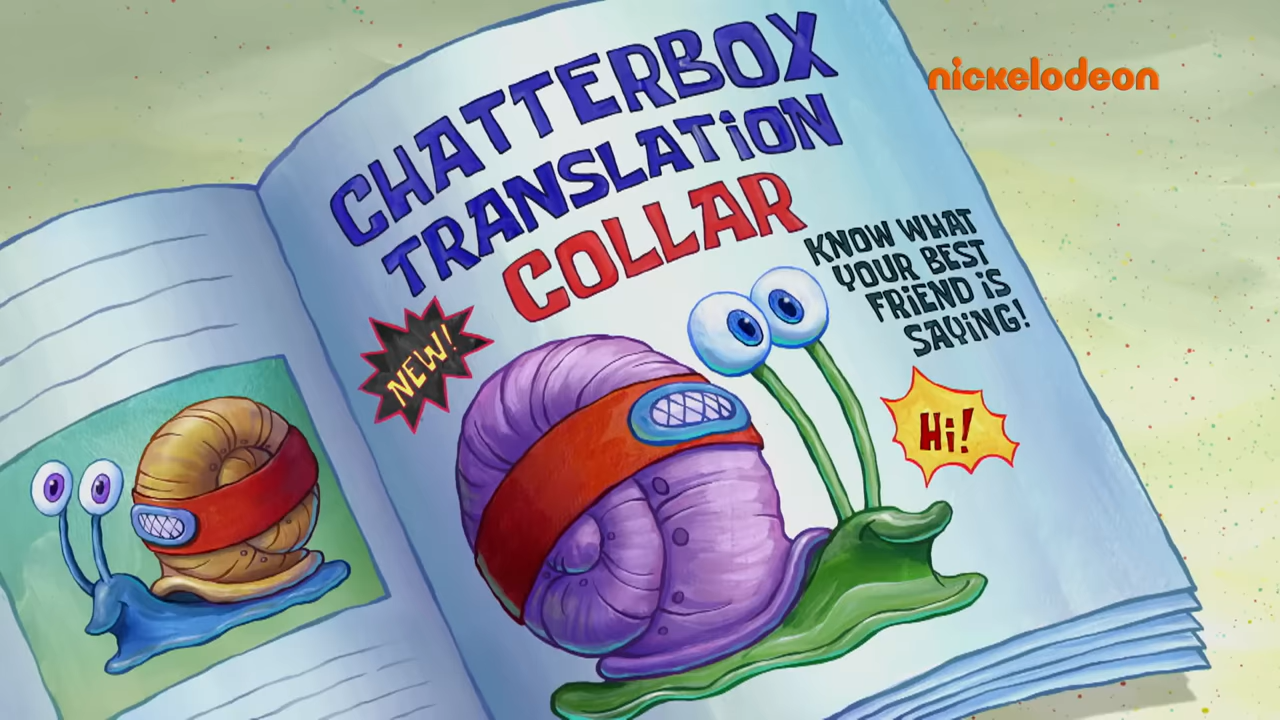 nickelodeon
CHATTERBOX
TRANSLATiON
COLLAR
KNOW WHAT
YOUR BEST
FRiEND iS
SAYiNG!
NEW!
Hi!